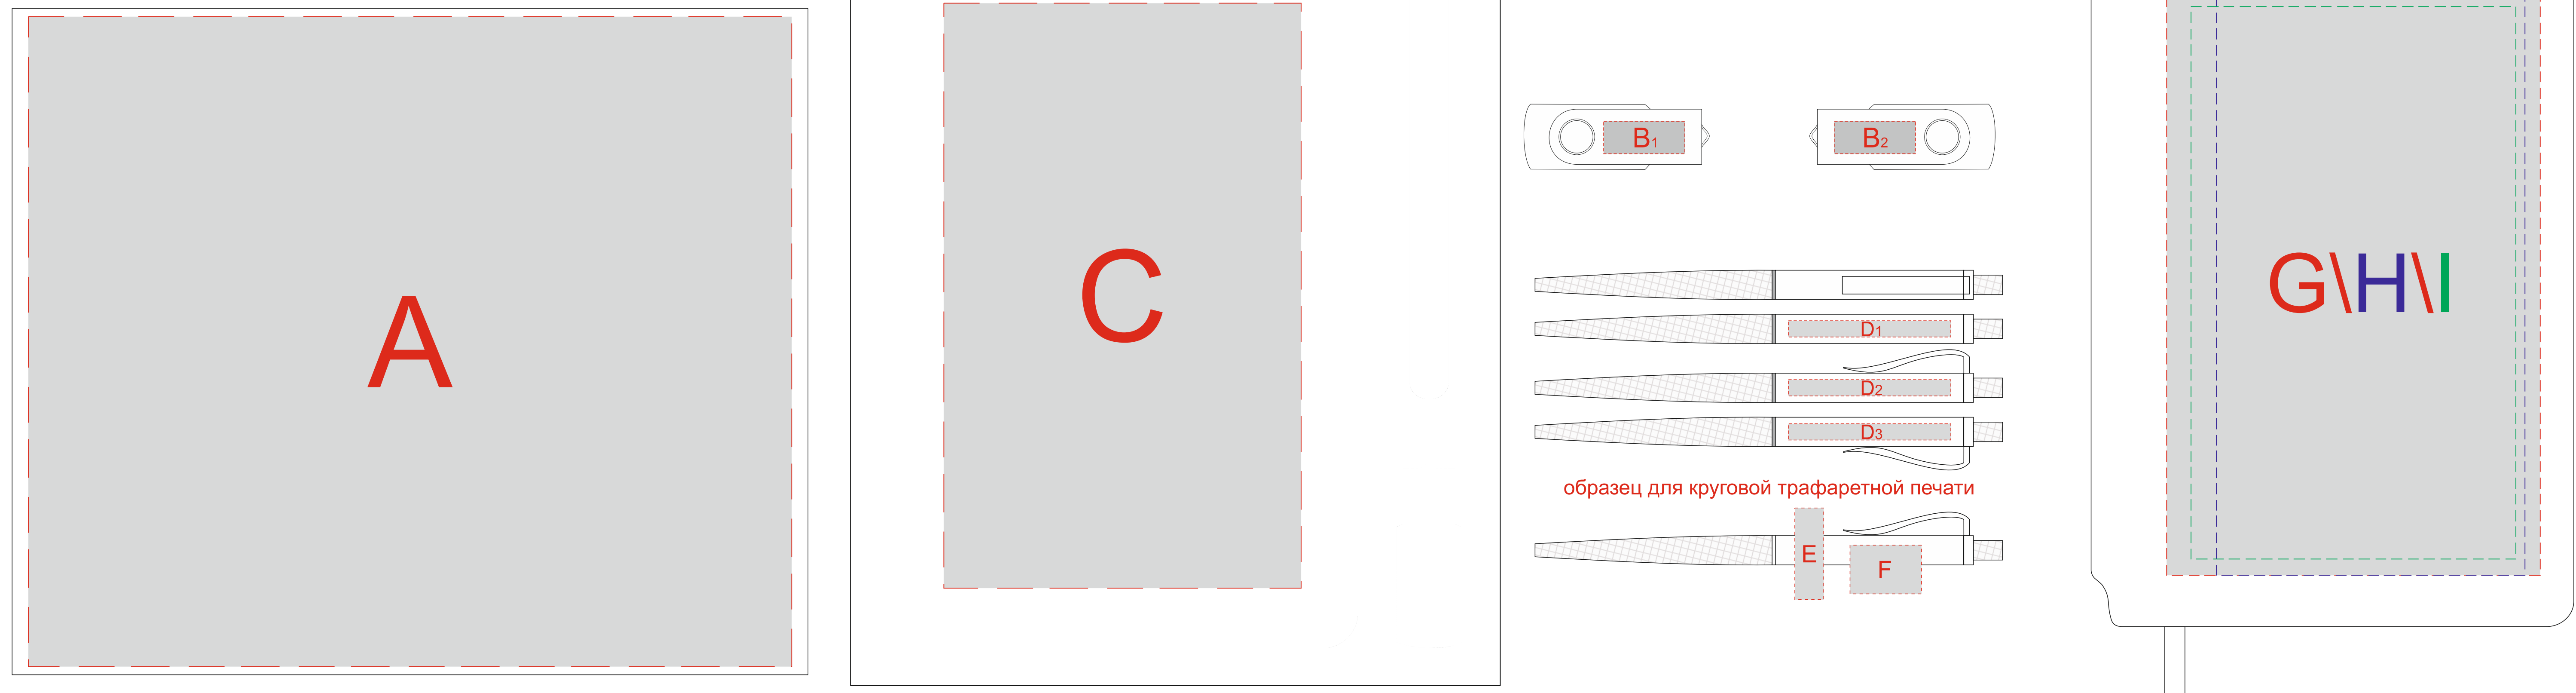 A
C
B1
B2
D1
D2
D3
образец для круговой трафаретной печати
E
F
G\H\I